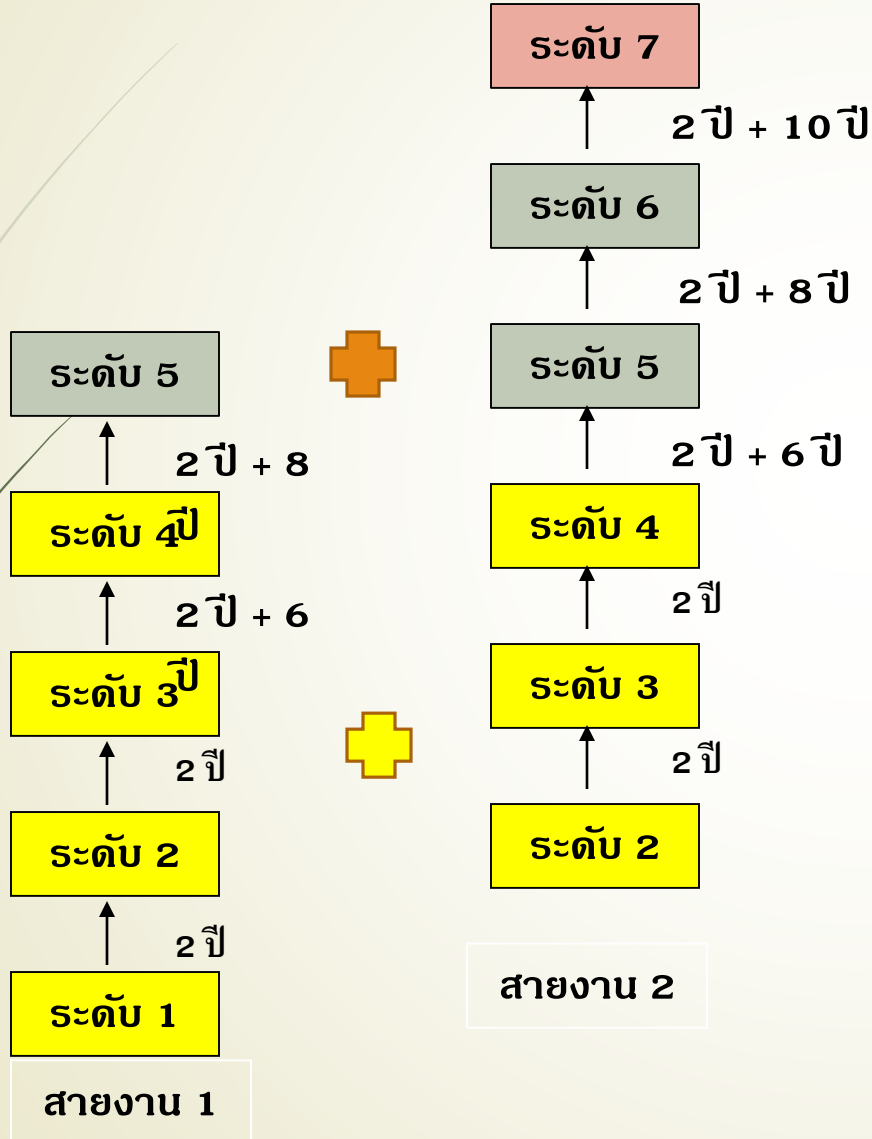 ระดับ 7
2 ปี + 10 ปี
ระดับ 6
2 ปี + 8 ปี
ระดับ 5
2 ปี + 6 ปี
ระดับ 4
2 ปี
ระดับ 3
2 ปี
ระดับ 2
สายงาน 2
ระดับ 5
2 ปี + 8
ปี
ระดับ 4
2 ปี + 6
ปี
ระดับ 3
2 ปี
ระดับ 2
2 ปี
ระดับ 1
สายงาน 1